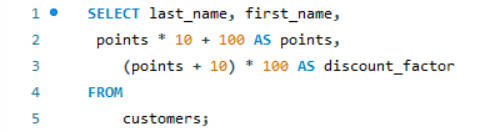 1 SELECT last_name, first_name,
2 points * 10 + 100 AS points,
3 (points + 10) * 100 AS discount_factor
4 FROM
5 customers;